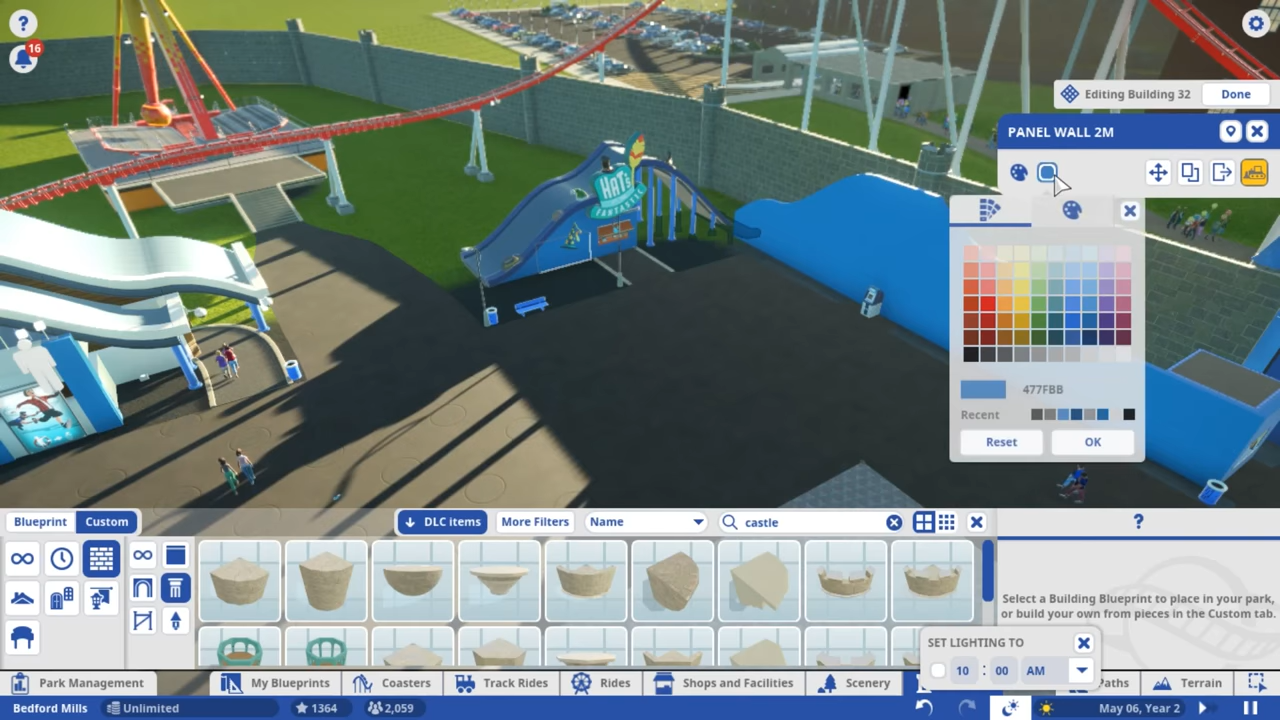 ?
16
Editing Building 32 Done
PANEL WALL 2M
HATS
FANTASTIC
477FBB
Recent
Reset OK
Blueprint Custom DLC items More Filters Name castle
?
Select a Building Blueprint to place in your park,
or build your own from pieces in the Custom tab.
SET LIGHTING TO
10 : 00 AM
Park Management My Blueprints Coasters Track Rides Rides Shops and Facilities Scenery Paths Terrain
Bedford Mills Unlimited 1364 2,059 May 06, Year 2